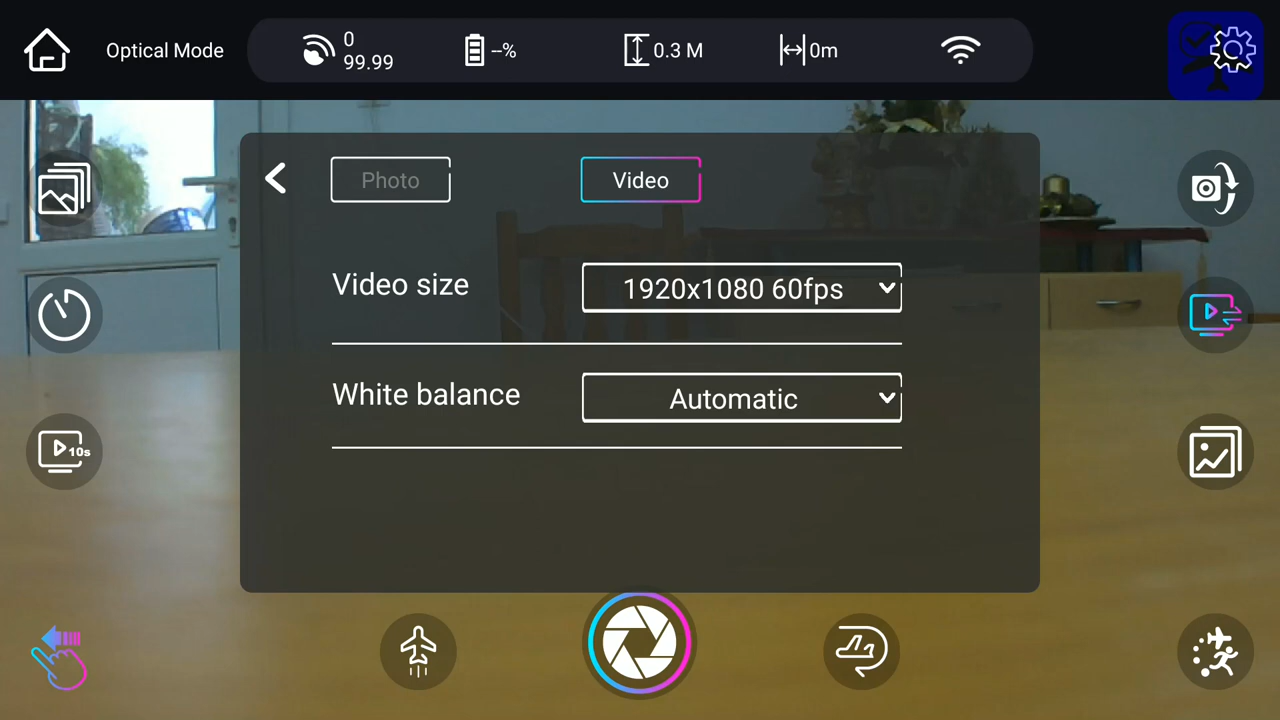 Optical Mode
0
99.99
--%
0.3 M
0m
Photo
Video
Video size
1920x1080 60fps
White balance
Automatic
10s